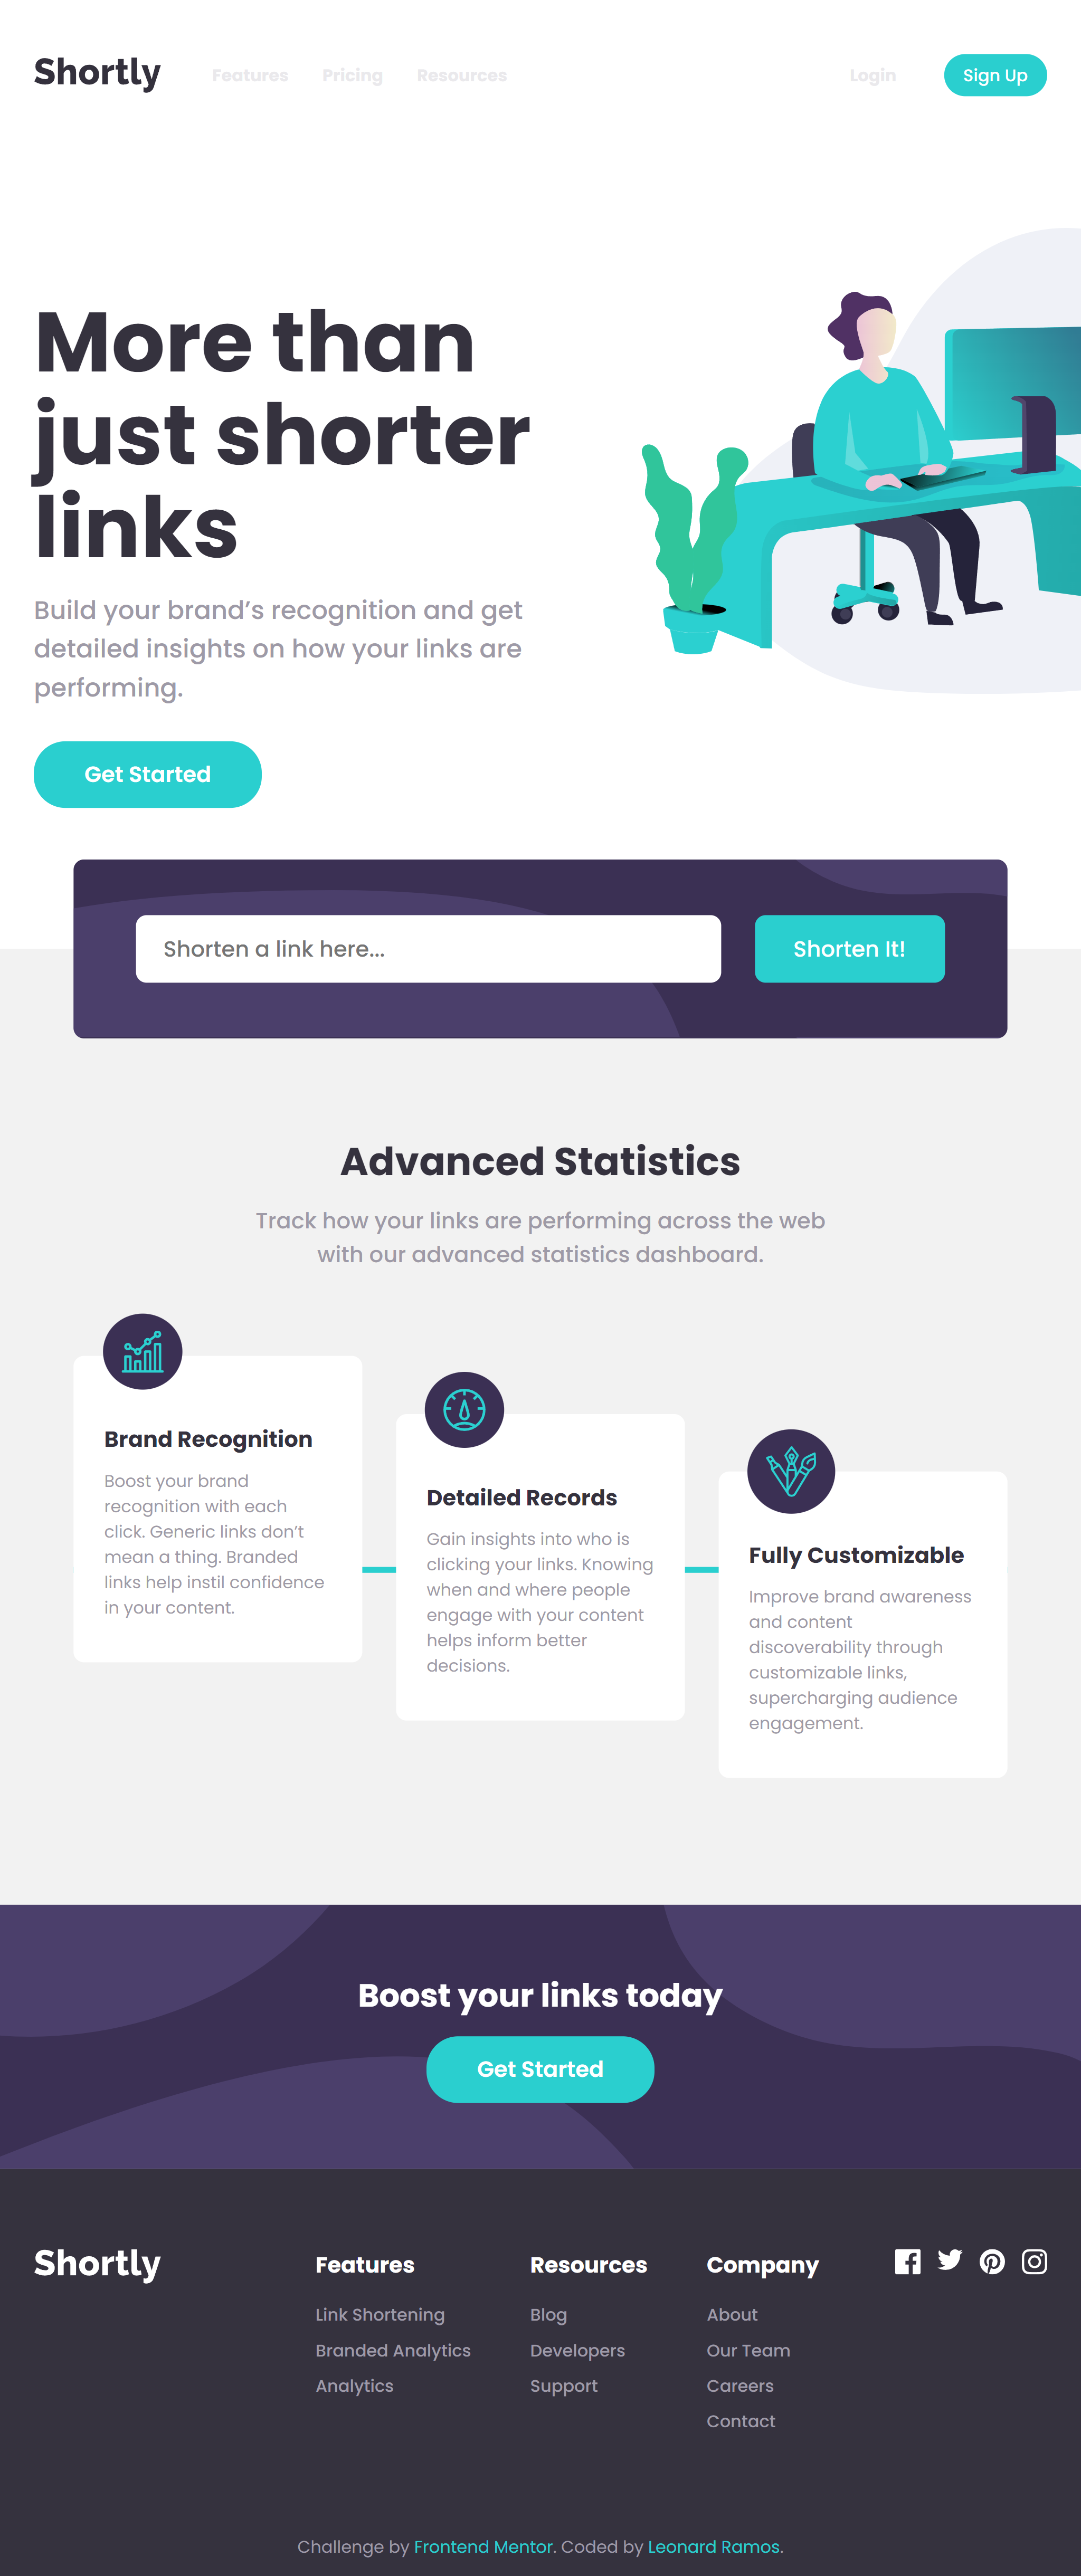 Shortly
Features
Pricing
Resources
Login
Sign Up
More than
just shorter
links
Build your brand’s recognition and get
detailed insights on how your links are
performing.
Get Started
Shorten a link here...
Shorten It!
Advanced Statistics
Track how your links are performing across the web
with our advanced statistics dashboard.
Brand Recognition
Boost your brand
recognition with each
click. Generic links don’t
mean a thing. Branded
links help instil confidence
in your content.
Detailed Records
Gain insights into who is
clicking your links. Knowing
when and where people
engage with your content
helps inform better
decisions.
Fully Customizable
Improve brand awareness
and content
discoverability through
customizable links,
supercharging audience
engagement.
Boost your links today
Get Started
Shortly
Features
Link Shortening
Branded Analytics
Analytics
Resources
Blog
Developers
Support
Company
About
Our Team
Careers
Contact
Challenge by Frontend Mentor. Coded by Leonard Ramos.